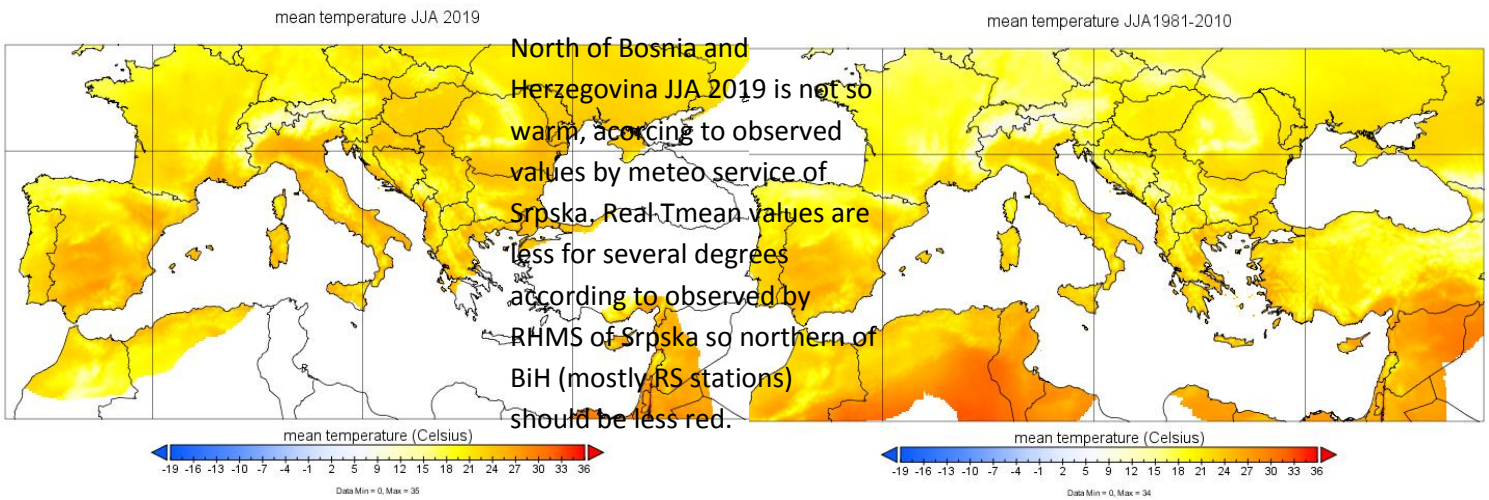 mean temperature JJA 2019
North of Bosnia and
Herzegovina JJA 2019 is not so
warm, acorcing to observed
values by meteo service of
Srpska. Real Tmean values are
less for several degrees
according to observed by
RHMS of Srpska so northern of
BiH (mostly RS stations)
should be less red.
mean temperature (Celsius)
-19 -16 -13 -10 -7 -4 -1 2 5 9 12 15 18 21 24 27 30 33 36
Data Min = 0, Max = 35
mean temperature JJA1981-2010
mean temperature (Celsius)
-19 -16 -13 -10 -7 -4 -1 2 5 9 12 15 18 21 24 27 30 33 36
Data Min = 0, Max = 34